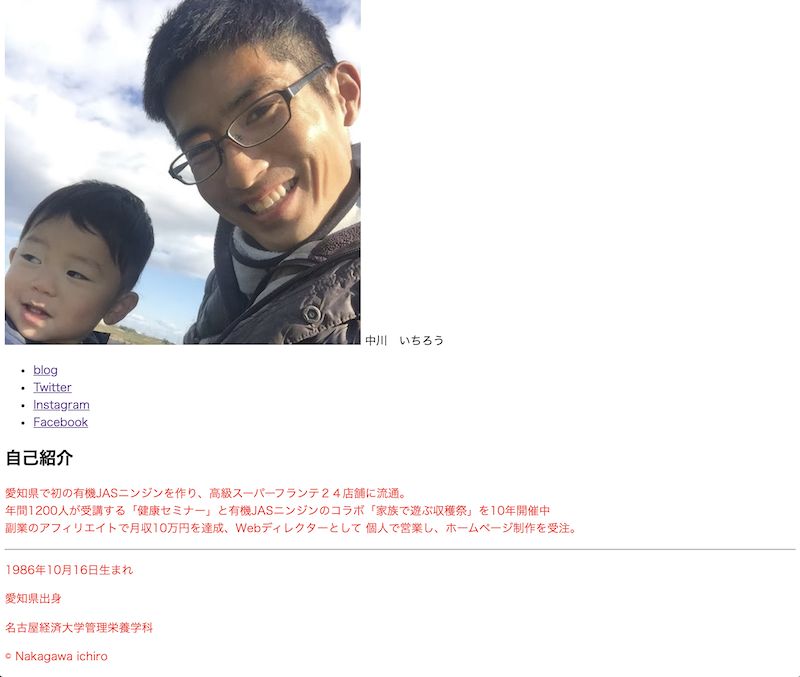 中川　いちろう
blog
Twitter
Instagram
Facebook
自己紹介
愛知県で初の有機JASニンジンを作り、高級スーパーフランテ２４店舗に流通。
年間1200人が受講する「健康セミナー」と有機JASニンジンのコラボ「家族で遊ぶ収穫祭」を10年開催中
副業のアフィリエイトで月収10万円を達成、Webディレクターとして 個人で営業し、ホームページ制作を受注。
1986年10月16日生まれ
愛知県出身
名古屋経済大学管理栄養学科
© Nakagawa ichiro